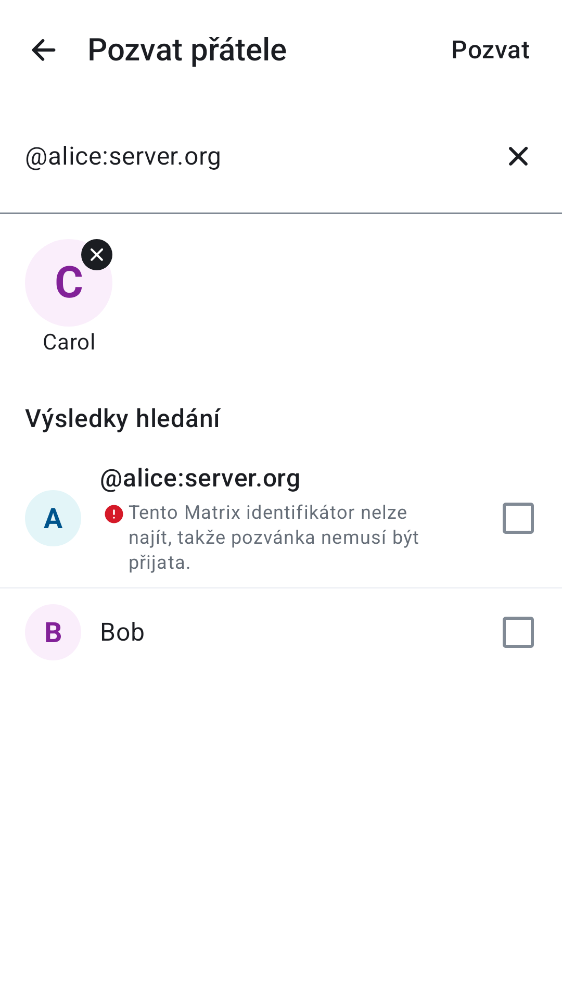 Pozvat přátele
Pozvat
@alice:server.org
C
Carol
Výsledky hledání
A
@alice:server.org
Tento Matrix identifikátor nelze
najít, takže pozvánka nemusí být
přijata.
B
Bob